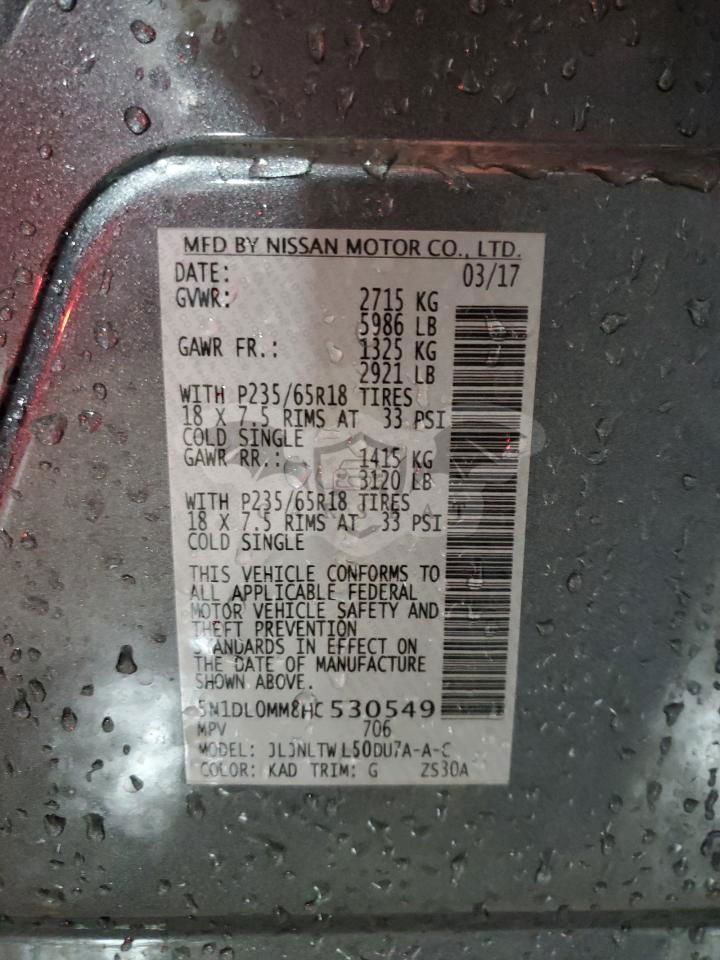 MFD BY NISSAN MOTOR CO., LTD.
DATE: 03/17
GVWR: 2715 KG
5986 LB
GAWR FR.: 1325 KG
2921 LB
WITH P235/65R18 TIRES
18 X 7.5 RIMS AT 33 PSI
COLD SINGLE
GAWR RR.: 1415 KG
3120 LB
WITH P235/65R18 TIRES
18 X 7.5 RIMS AT 33 PSI
COLD SINGLE
THIS VEHICLE CONFORMS TO
ALL APPLICABLE FEDERAL
MOTOR VEHICLE SAFETY AND
THEFT PREVENTION
STANDARDS IN EFFECT ON
THE DATE OF MANUFACTURE
SHOWN ABOVE.
5N1DL0MM8HC530549
MPV 706
MODEL:
COLOR: KAD TRIM: G ZS30A